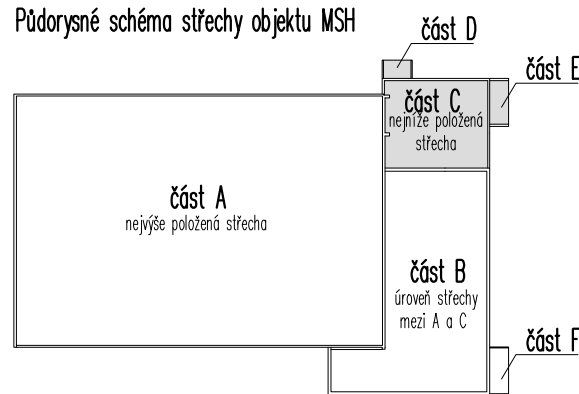 Půdorysné schéma střechy objektu MSH
část D
část E
část C
nejníže položená
střecha
část A
nejvýše položená střecha
část B
úroveň střechy
mezi A a C
část F